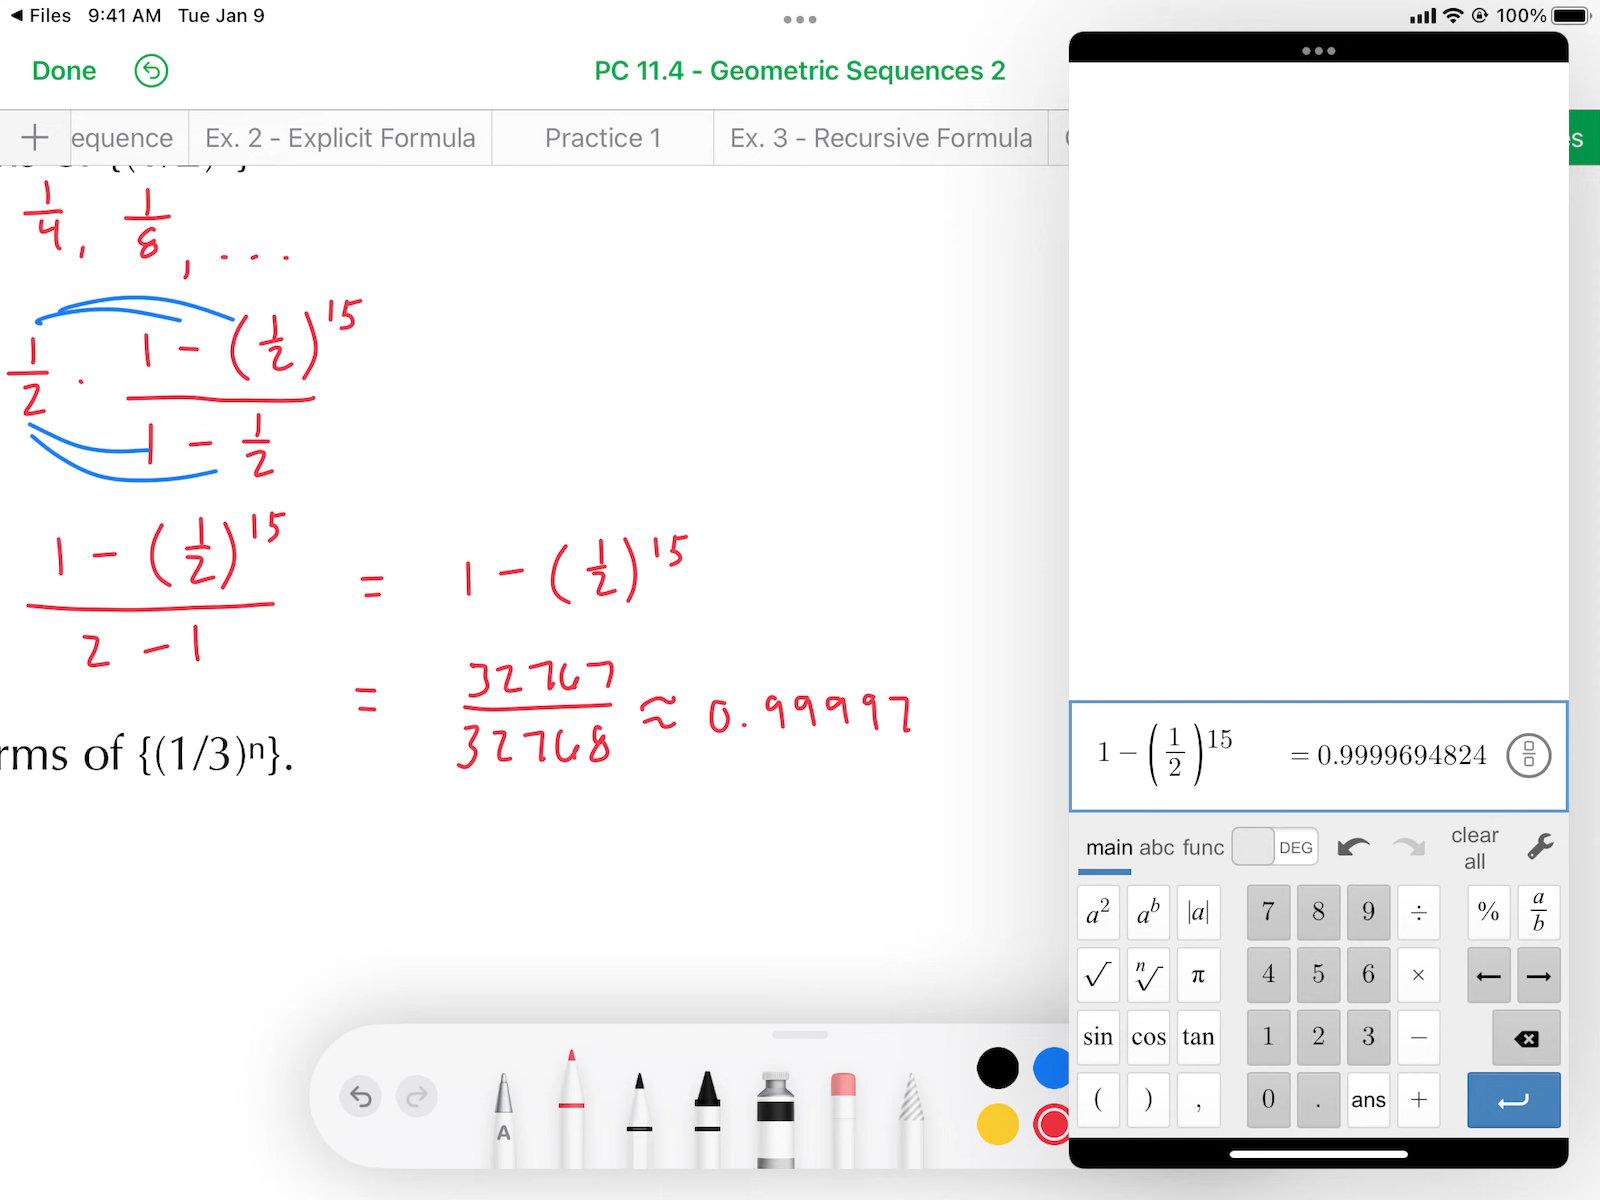 ◀ Files 9:41 AM Tue Jan 9
100%
Done
PC 11.4 - Geometric Sequences 2
equence
Ex. 2 - Explicit Formula
Practice 1
Ex. 3 - Recursive Formula
es
1/4, 1/8, ...
1/2 · (1 - (1/2)^15)/(1 - 1/2)
(1 - (1/2)^15)/(2 - 1) = 1 - (1/2)^15
= 32767/32768 ≈ 0.99997
rms of {(1/3)ⁿ}.
1 − (1/2)^15 = 0.9999694824
main abc func DEG clear all
a² a^b |a| 7 8 9 ÷ % a/b
√ ⁿ√ π 4 5 6 × ← →
sin cos tan 1 2 3 −
( ) , 0 . ans +
A